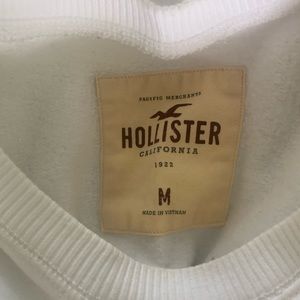 PACIFIC MERCHANTS
HOLLISTER
CALIFORNIA
1922
M
MADE IN VIETNAM